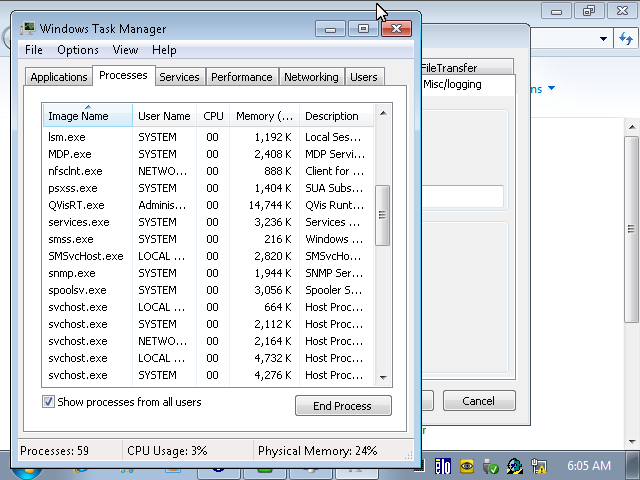 Windows Task Manager
File Options View Help
Applications Processes Services Performance Networking Users
Image Name User Name CPU Memory (... Description
lsm.exe SYSTEM 00 1,192 K Local Ses...
MDP.exe SYSTEM 00 2,408 K MDP Servi...
nfsclnt.exe NETWO... 00 888 K Client for ...
psxss.exe SYSTEM 00 1,404 K SUA Subs...
QVisRT.exe Adminis... 00 14,744 K QVis Runt...
services.exe SYSTEM 00 3,236 K Services ...
smss.exe SYSTEM 00 216 K Windows ...
SMSvcHost.exe LOCAL ... 00 2,820 K SMSvcHo...
snmp.exe SYSTEM 00 1,944 K SNMP Ser...
spoolsv.exe SYSTEM 00 3,056 K Spooler S...
svchost.exe LOCAL ... 00 664 K Host Proc...
svchost.exe SYSTEM 00 2,112 K Host Proc...
svchost.exe NETWO... 00 2,164 K Host Proc...
svchost.exe LOCAL ... 00 4,732 K Host Proc...
svchost.exe SYSTEM 00 4,276 K Host Proc...
Show processes from all users
End Process
Processes: 59 CPU Usage: 3% Physical Memory: 24%
FileTransfer
Misc/logging
ns
Cancel
6:05 AM